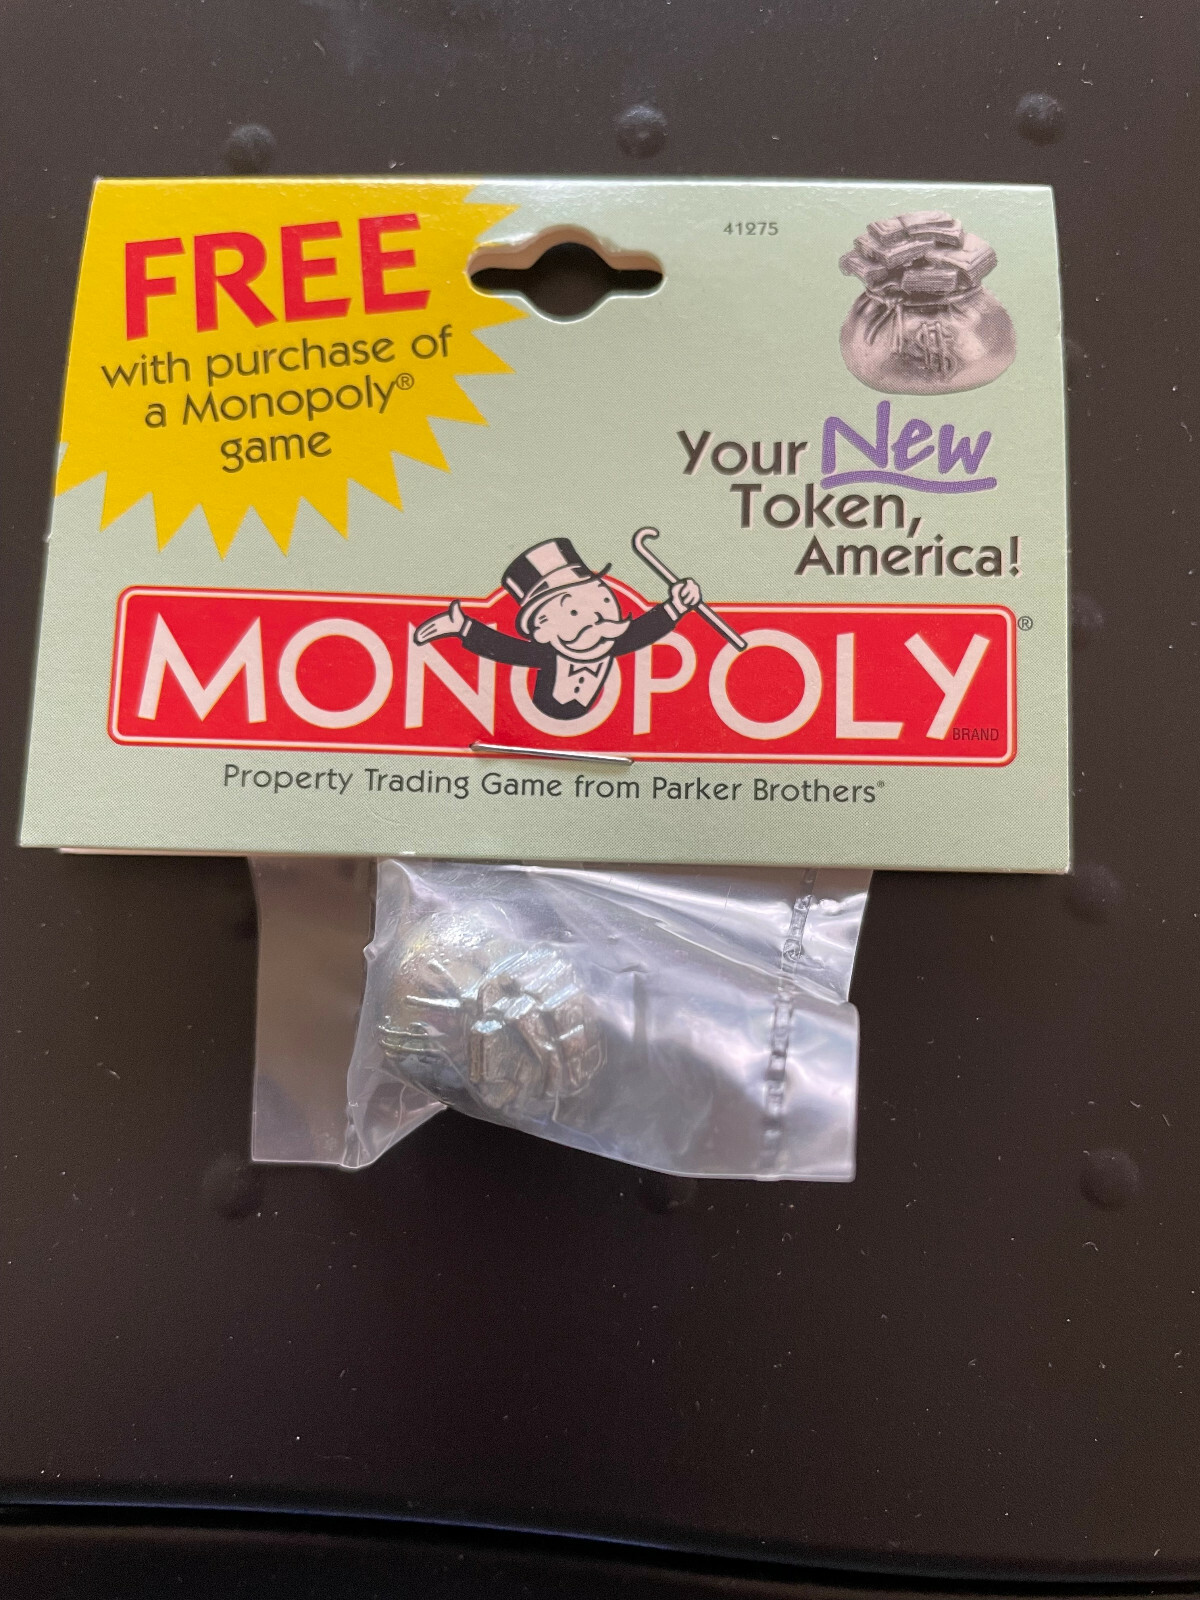 FREE
with purchase of
a Monopoly®
game
41275
$
Your New
Token,
America!
MONOPOLY®
BRAND
Property Trading Game from Parker Brothers®